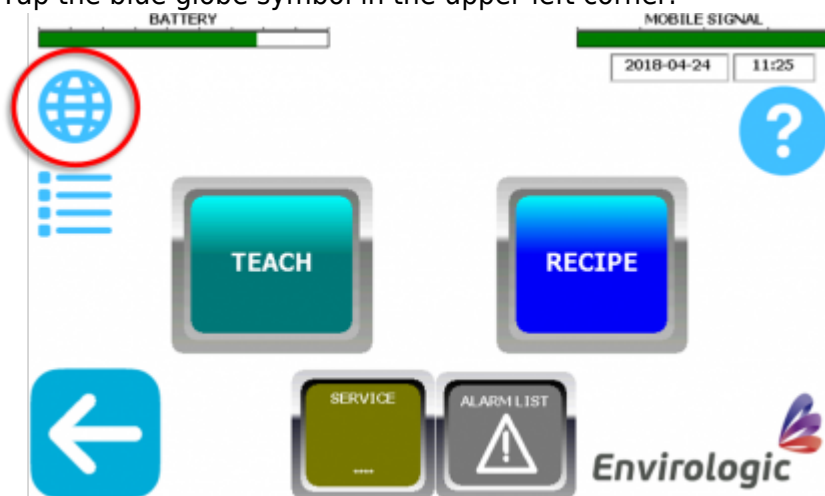 Tap the blue globe symbol in the upper left corner.
BATTERY
MOBILE SIGNAL
2018-04-24 11:25
?
TEACH
RECIPE
SERVICE
----
ALARM LIST
!
Envirologic